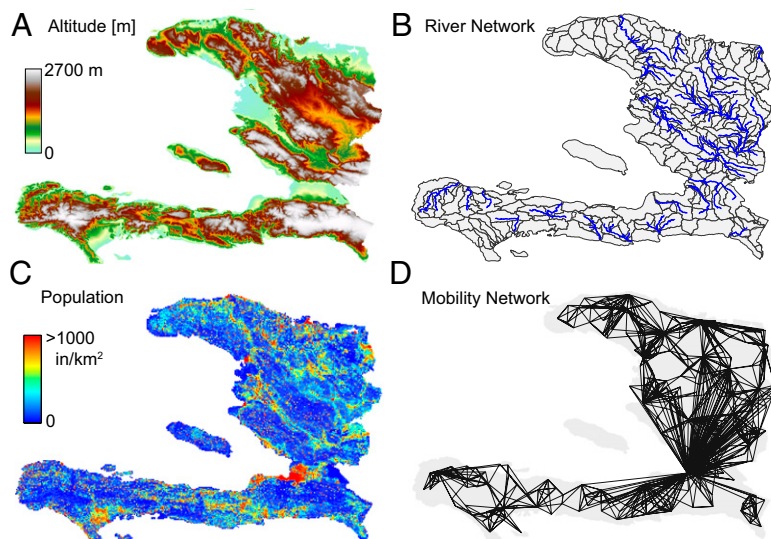 A Altitude [m]
2700 m
0
B River Network
C Population
>1000
in/km²
0
D Mobility Network